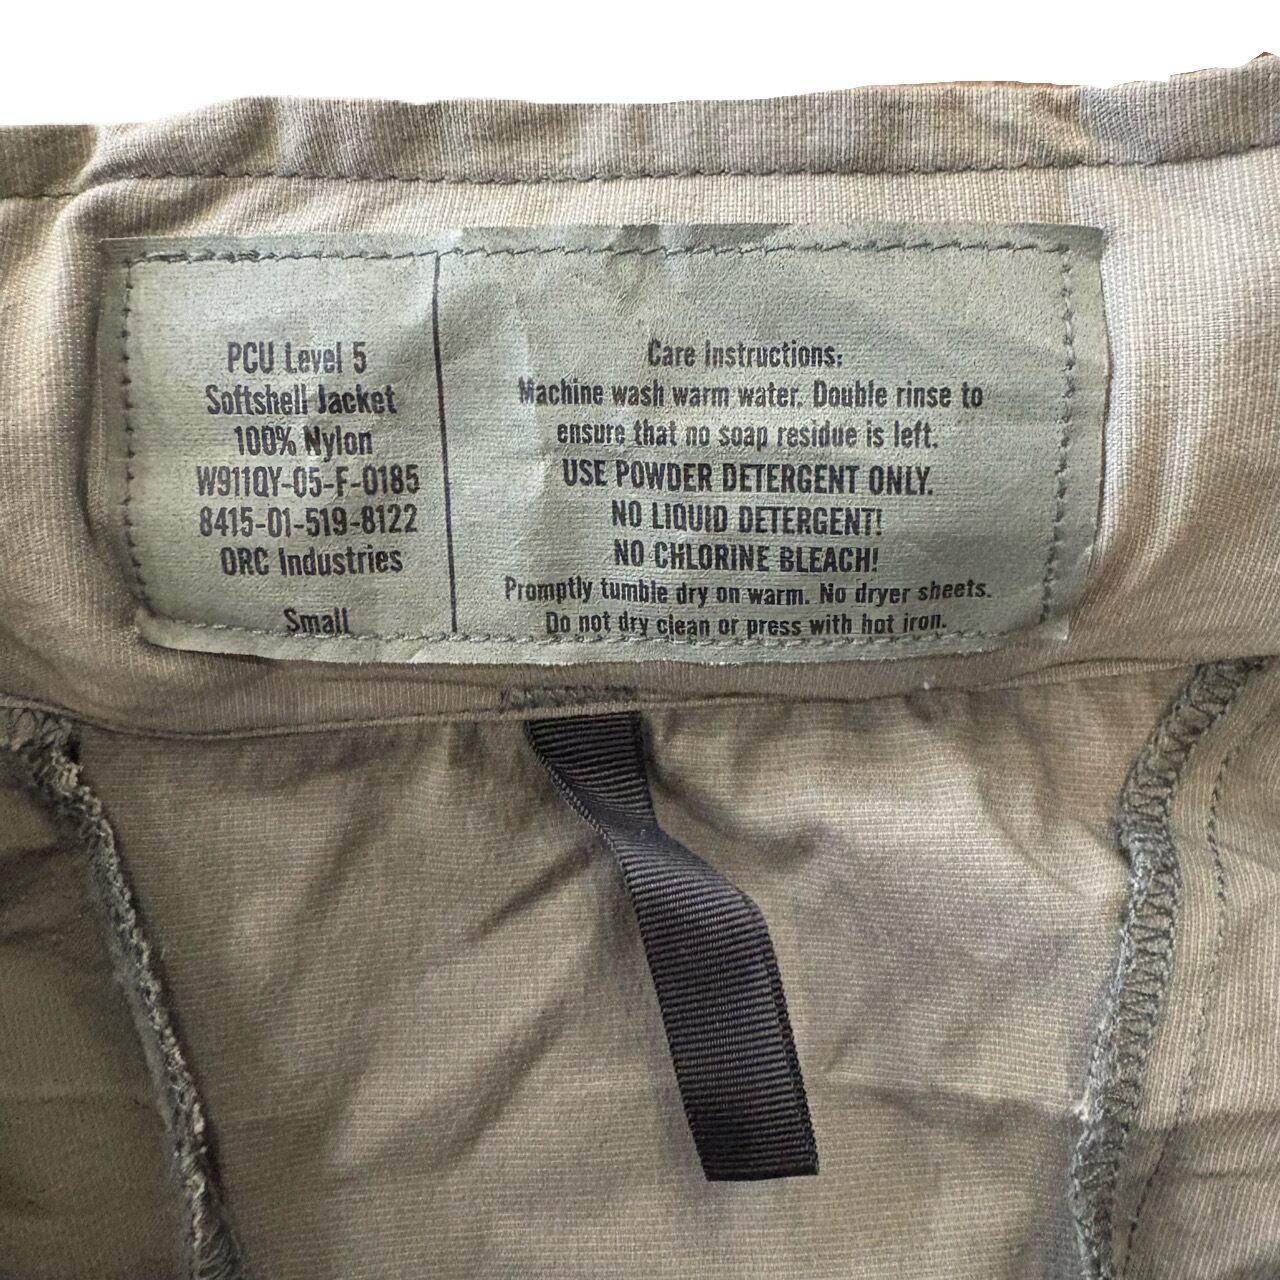 PCU Level 5
Softshell Jacket
100% Nylon
W911QY-05-F-0185
8415-01-519-8122
ORC Industries
Small
Care Instructions:
Machine wash warm water. Double rinse to
ensure that no soap residue is left.
USE POWDER DETERGENT ONLY.
NO LIQUID DETERGENT!
NO CHLORINE BLEACH!
Promptly tumble dry on warm. No dryer sheets.
Do not dry clean or press with hot iron.